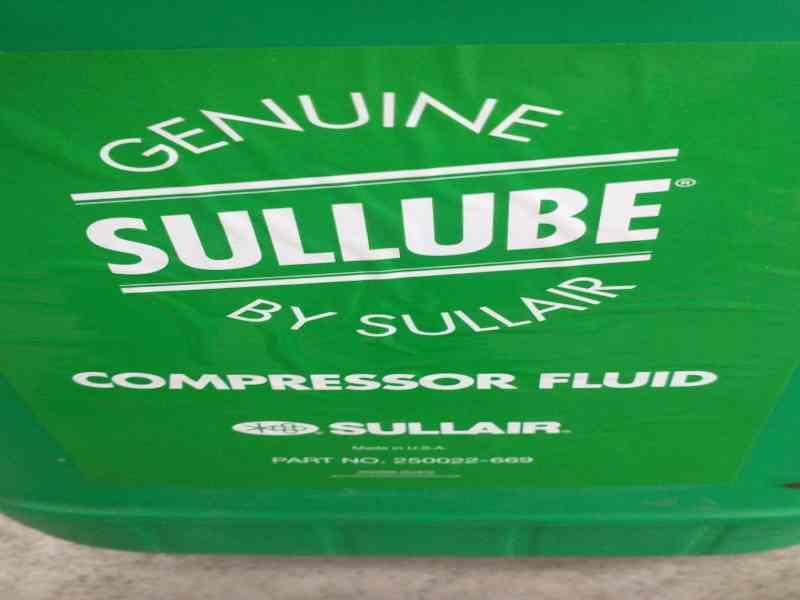 GENUINE
SULLUBE®
BY SULLAIR
COMPRESSOR FLUID
SULLAIR
Made in U.S.A.
PART NO. 250022-669